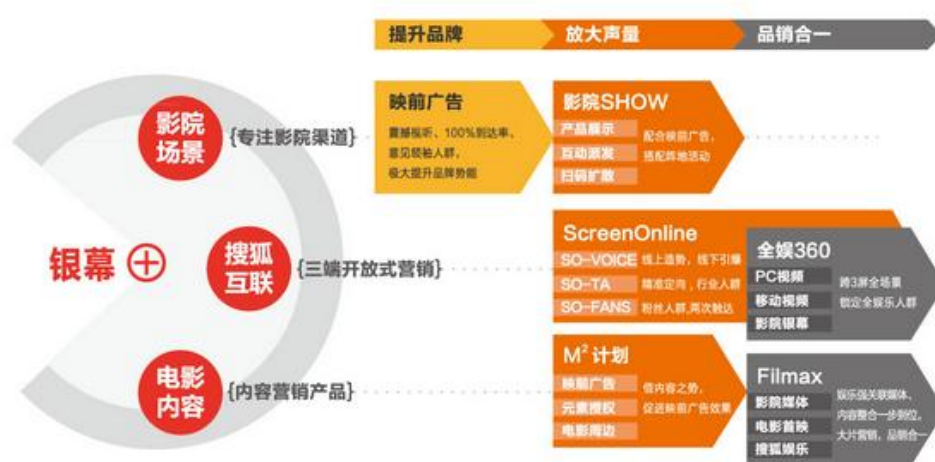 提升品牌
放大声量
品销合一
影院
场景
{专注影院渠道}
映前广告
震撼视听、100%到达率,
意见领袖人群,
极大提升品牌势能
影院SHOW
产品展示
互动派发
扫码扩散
配合映前广告,
搭配阵地活动
银幕+
搜狐
互联
{三端开放式营销}
ScreenOnline
SO-VOICE 线上造势,线下引爆
SO-TA 精准定向,行业人群
SO-FANS 粉丝人群,两次触达
全娱360
PC视频
移动视频
影院银幕
跨3屏全场景
锁定全娱乐人群
电影
内容
{内容营销产品}
M²计划
映前广告
元素授权
电影周边
借内容之势,
促进映前广告效果
Filmax
影院媒体
电影首映
搜狐娱乐
娱乐强关联媒体,
内容整合一步到位,
大片营销,品销合一